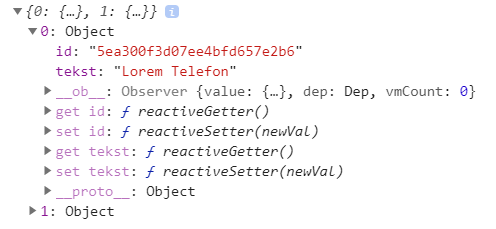 ▼{0: {…}, 1: {…}} i
▼0: Object
id: "5ea300f3d07ee4bfd657e2b6"
tekst: "Lorem Telefon"
▶__ob__: Observer {value: {…}, dep: Dep, vmCount: 0}
▶get id: ƒ reactiveGetter()
▶set id: ƒ reactiveSetter(newVal)
▶get tekst: ƒ reactiveGetter()
▶set tekst: ƒ reactiveSetter(newVal)
▶__proto__: Object
▶1: Object